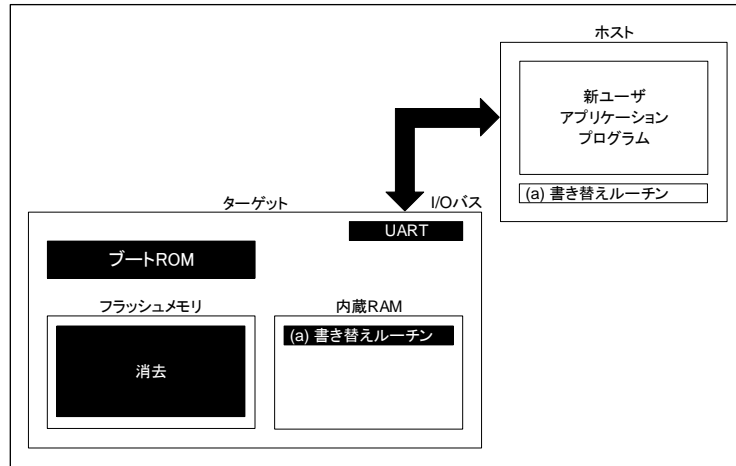 ホスト
新ユーザ
アプリケーション
プログラム
(a) 書き替えルーチン
ターゲット
I/Oバス
UART
ブートROM
フラッシュメモリ
内蔵RAM
(a) 書き替えルーチン
消去